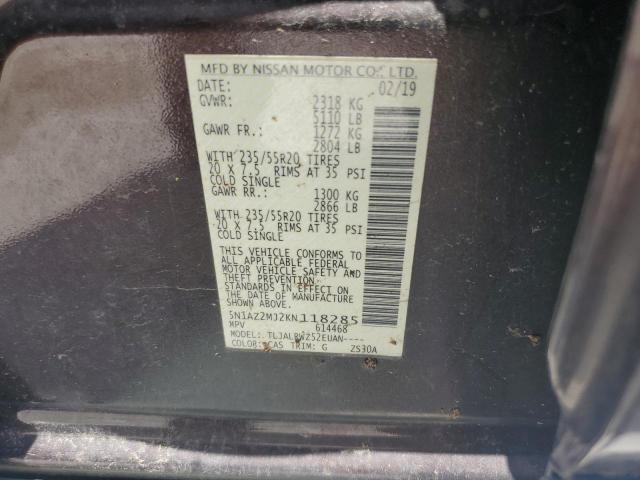 MFD BY NISSAN MOTOR CO., LTD.
DATE: 02/19
GVWR: 2318 KG
5110 LB
GAWR FR.: 1272 KG
2804 LB
WITH 235/55R20 TIRES
20 X 7.5 RIMS AT 35 PSI
COLD SINGLE
GAWR RR.: 1300 KG
2866 LB
WITH 235/55R20 TIRES
20 X 7.5 RIMS AT 35 PSI
COLD SINGLE
THIS VEHICLE CONFORMS TO
ALL APPLICABLE FEDERAL
MOTOR VEHICLE SAFETY AND
THEFT PREVENTION
STANDARDS IN EFFECT ON
THE DATE OF MANUFACTURE
SHOWN ABOVE.
5N1AZ2MJ2KN118285
MPV 614468
MODEL:
COLOR: CAS TRIM: G ZS30A